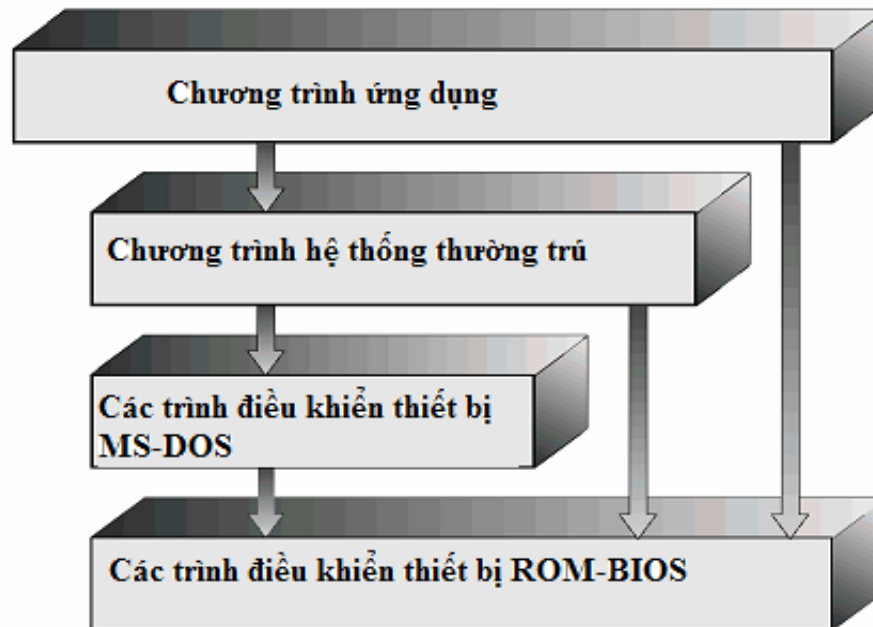 Chương trình ứng dụng
Chương trình hệ thống thường trú
Các trình điều khiển thiết bị
MS-DOS
Các trình điều khiển thiết bị ROM-BIOS